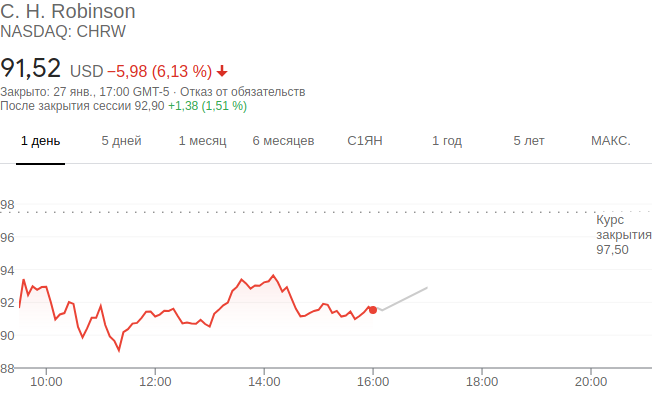 C. H. Robinson
NASDAQ: CHRW
91,52 USD −5,98 (6,13 %)
Закрыто: 27 янв., 17:00 GMT-5 · Отказ от обязательств
После закрытия сессии 92,90 +1,38 (1,51 %)
1 день 5 дней 1 месяц 6 месяцев С1ЯН 1 год 5 лет МАКС.
98
Курс
закрытия
97,50
96
94
92
90
88
10:00 12:00 14:00 16:00 18:00 20:00